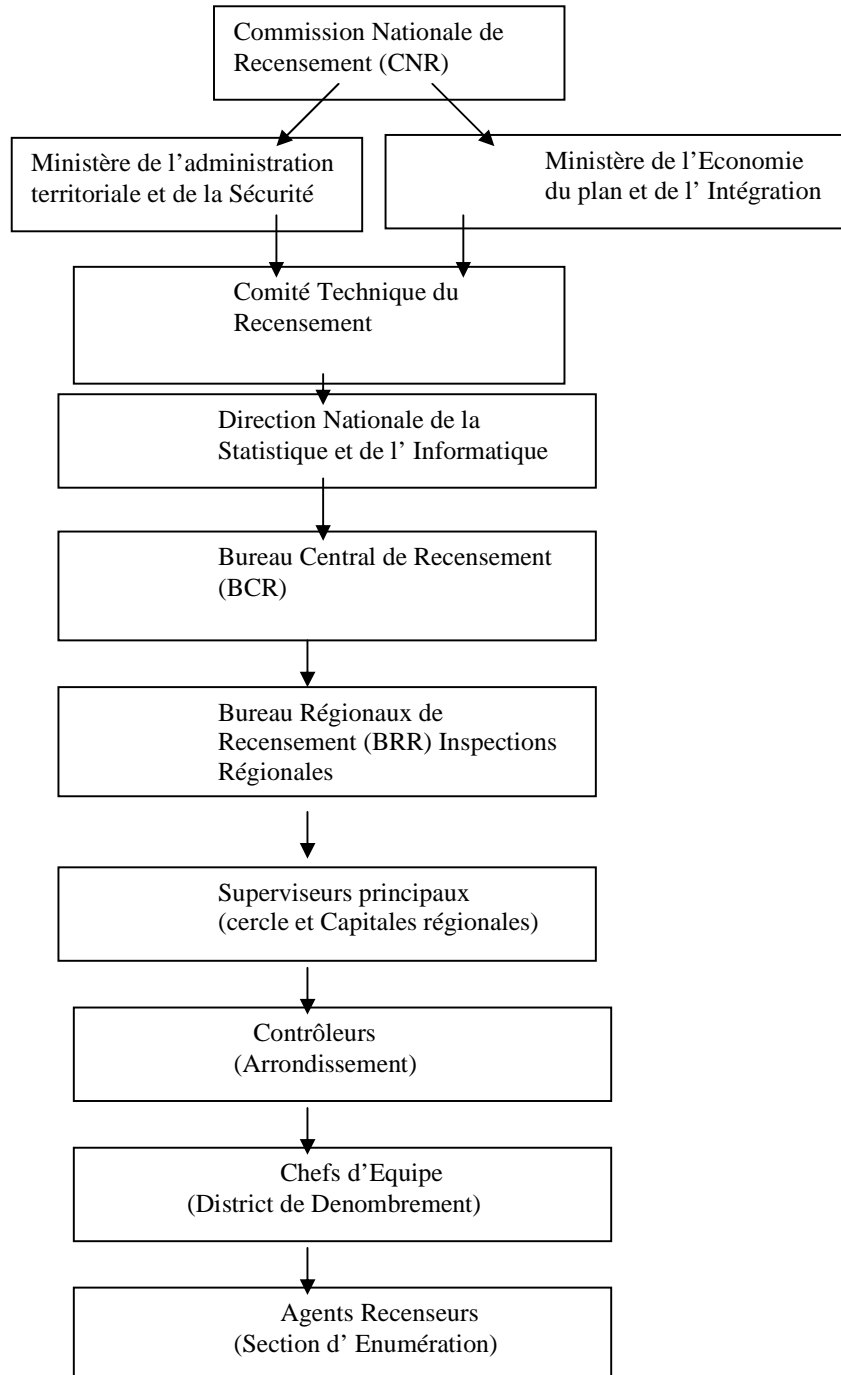 Commission Nationale de
Recensement (CNR)
Ministère de l’administration
territoriale et de la Sécurité
Ministère de l’Economie
du plan et de l’ Intégration
Comité Technique du
Recensement
Direction Nationale de la
Statistique et de l’ Informatique
Bureau Central de Recensement
(BCR)
Bureau Régionaux de
Recensement (BRR) Inspections
Régionales
Superviseurs principaux
(cercle et Capitales régionales)
Contrôleurs
(Arrondissement)
Chefs d’Equipe
(District de Denombrement)
Agents Recenseurs
(Section d’ Enumération)